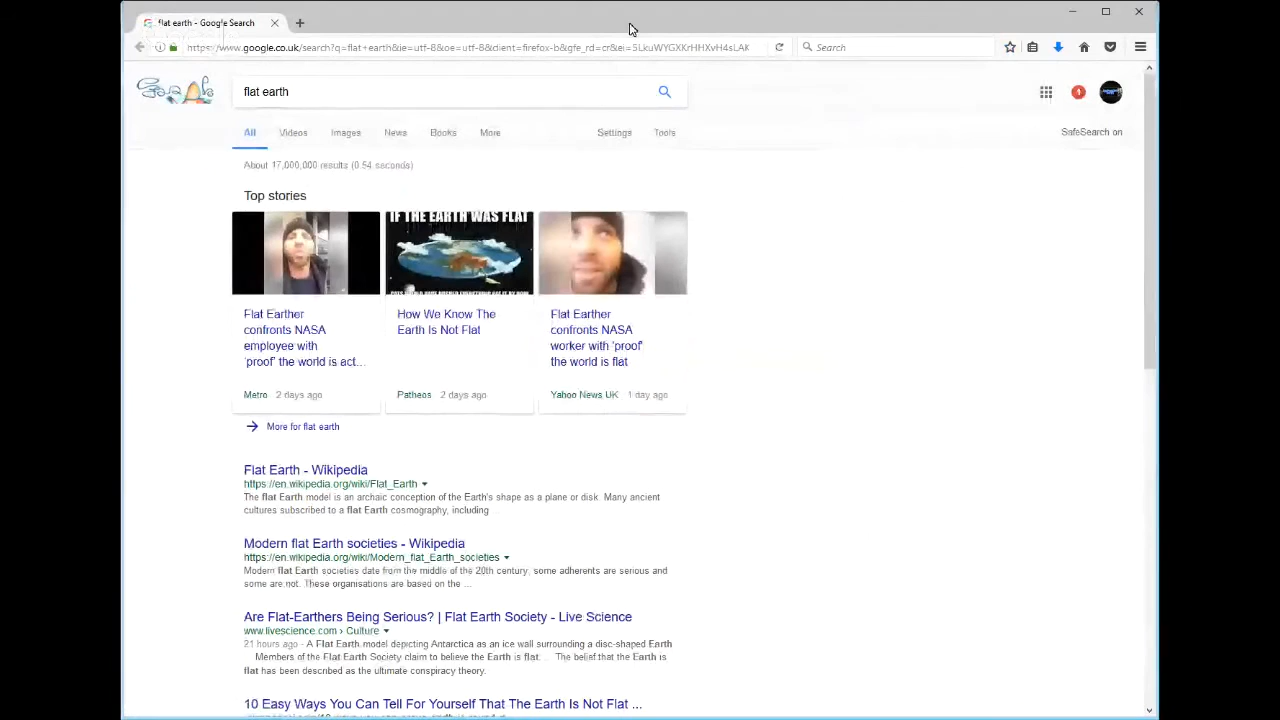 flat earth - Google Search
https://www.google.co.uk/search?q=flat+earth&ie=utf-8&oe=utf-8&client=firefox-b&gfe_rd=cr&ei=5LkuWYGXKrHHXvH4sLAK
Search
flat earth
All Videos Images News Books More Settings Tools
SafeSearch on
About 17,000,000 results (0.54 seconds)
Top stories
IF THE EARTH WAS FLAT
Flat Earther
confronts NASA
employee with
'proof' the world is act...
Metro 2 days ago
How We Know The
Earth Is Not Flat
Patheos 2 days ago
Flat Earther
confronts NASA
worker with 'proof'
the world is flat
Yahoo News UK 1 day ago
More for flat earth
Flat Earth - Wikipedia
https://en.wikipedia.org/wiki/Flat_Earth
The flat Earth model is an archaic conception of the Earth's shape as a plane or disk. Many ancient
cultures subscribed to a flat Earth cosmography, including ...
Modern flat Earth societies - Wikipedia
https://en.wikipedia.org/wiki/Modern_flat_Earth_societies
Modern flat Earth societies date from the middle of the 20th century, some adherents are serious and
some are not. These organisations are based on the ...
Are Flat-Earthers Being Serious? | Flat Earth Society - Live Science
www.livescience.com › Culture
21 hours ago - A Flat Earth model depicting Antarctica as an ice wall surrounding a disc-shaped Earth
Members of the Flat Earth Society claim to believe the Earth is flat. ... The belief that the Earth is
flat has been described as the ultimate conspiracy theory.
10 Easy Ways You Can Tell For Yourself That The Earth Is Not Flat ...